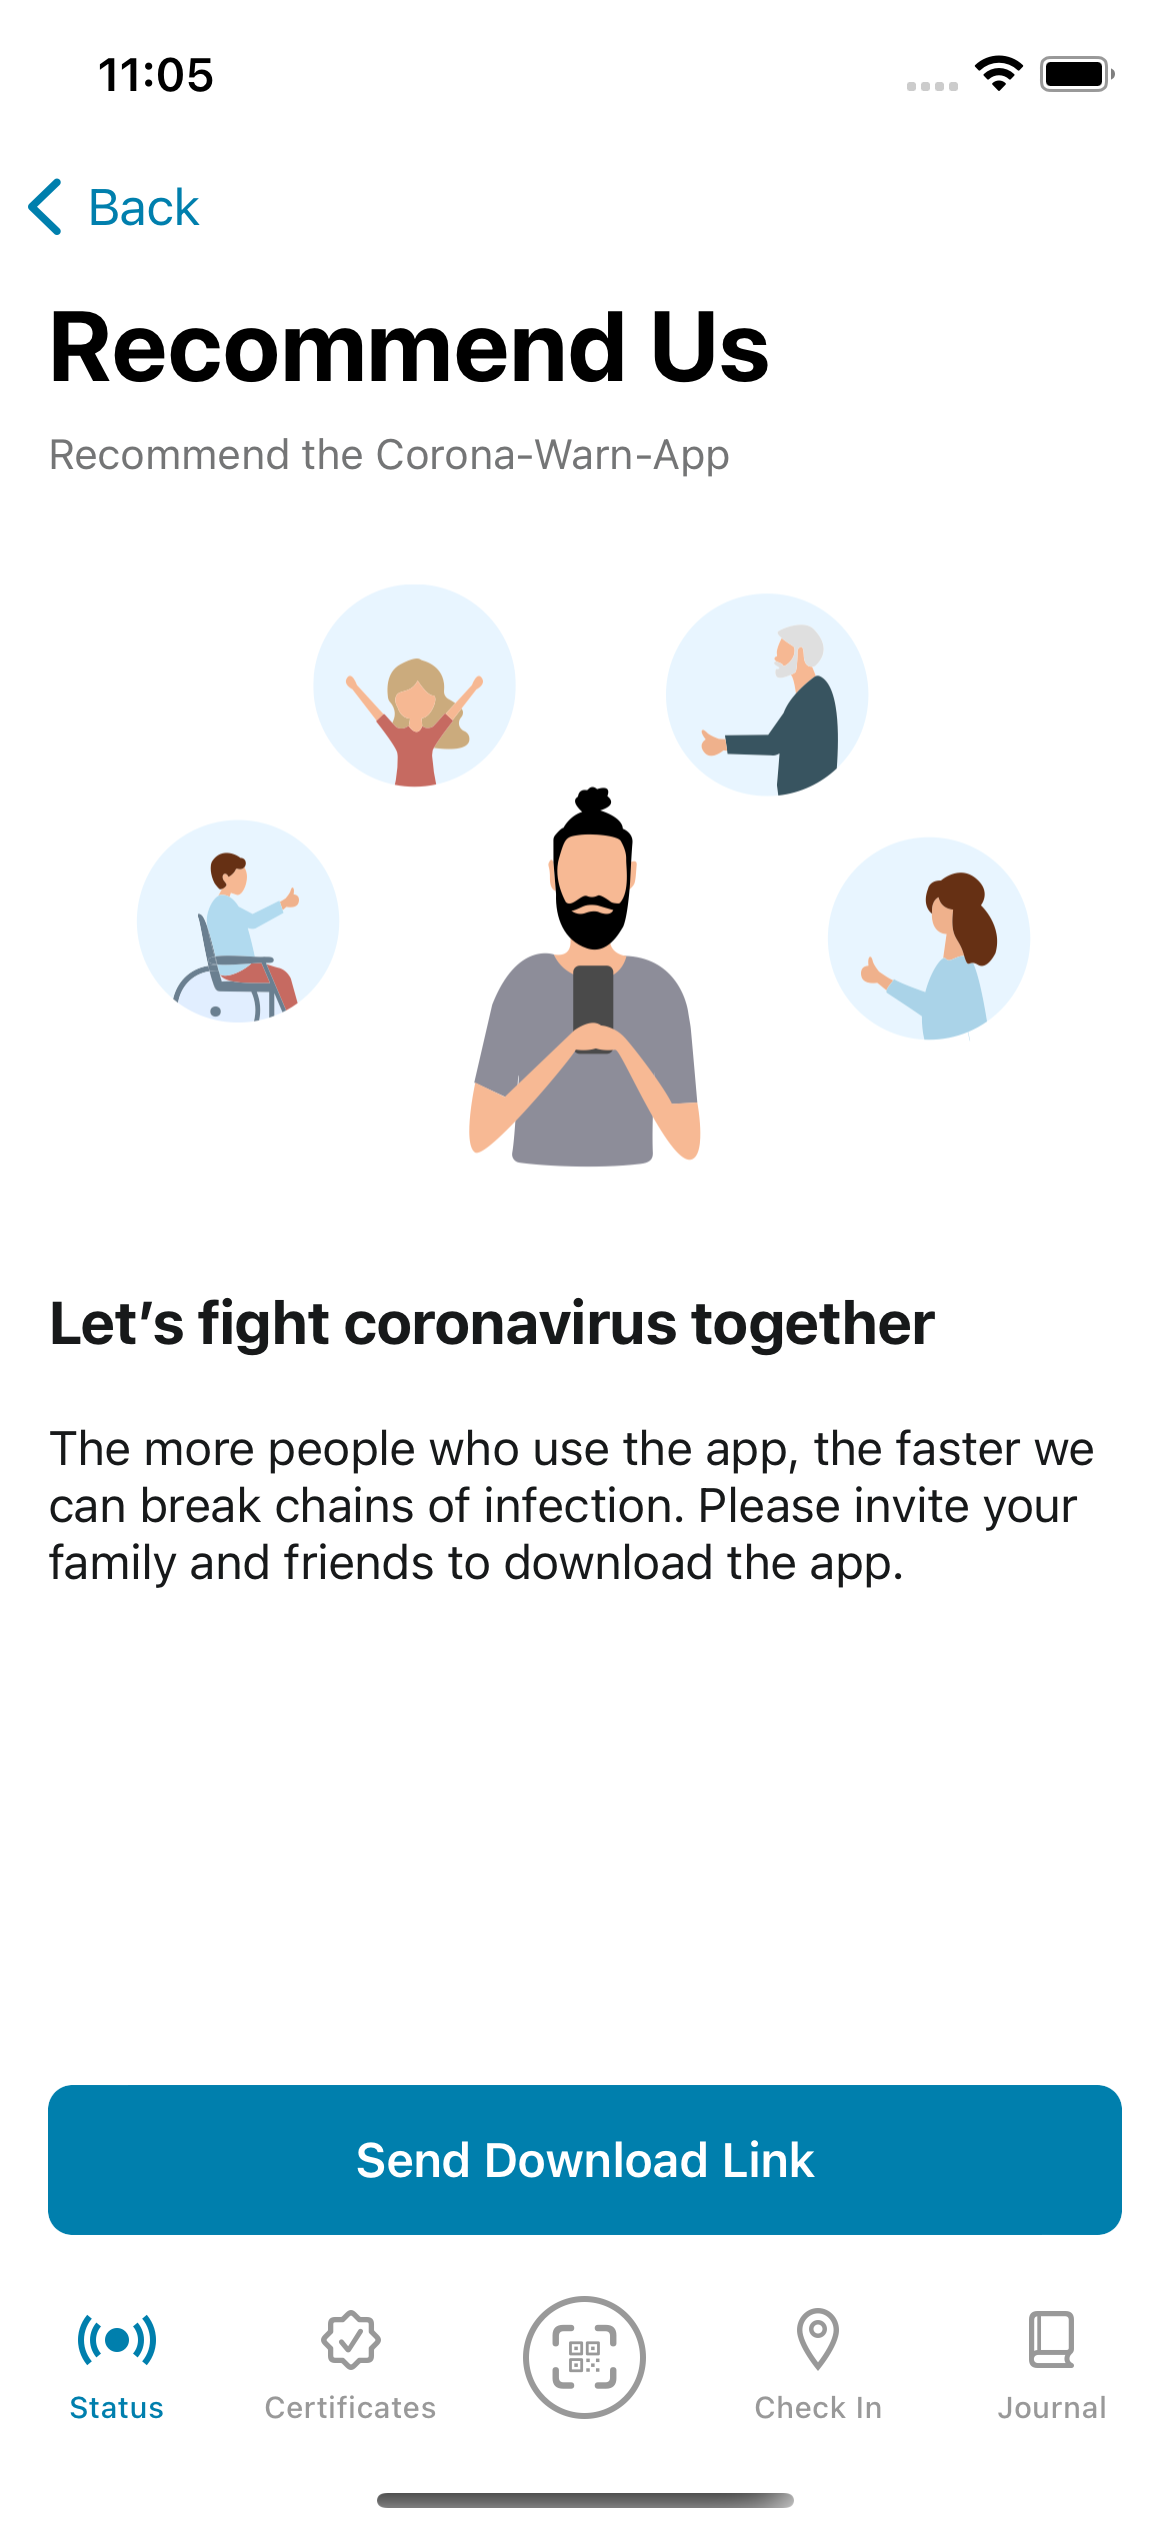 11:05
Back
Recommend Us
Recommend the Corona-Warn-App
Let’s fight coronavirus together
The more people who use the app, the faster we
can break chains of infection. Please invite your
family and friends to download the app.
Send Download Link
Status
Certificates
Check In
Journal